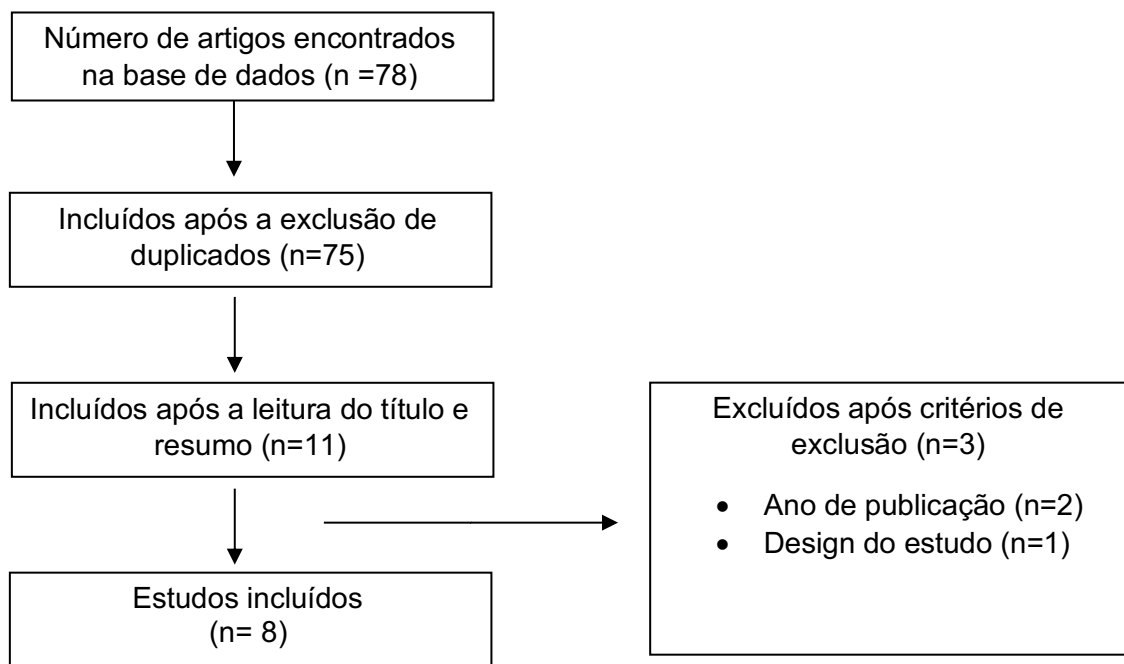 Número de artigos encontrados
na base de dados (n =78)
Incluídos após a exclusão de
duplicados (n=75)
Incluídos após a leitura do título e
resumo (n=11)
Excluídos após critérios de
exclusão (n=3)
• Ano de publicação (n=2)
• Design do estudo (n=1)
Estudos incluídos
(n= 8)